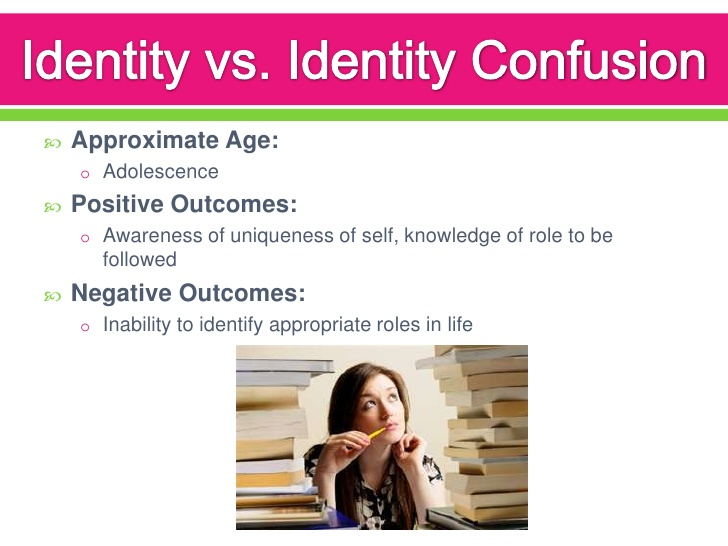 Identity vs. Identity Confusion
Approximate Age:
Adolescence
Positive Outcomes:
Awareness of uniqueness of self, knowledge of role to be
followed
Negative Outcomes:
Inability to identify appropriate roles in life